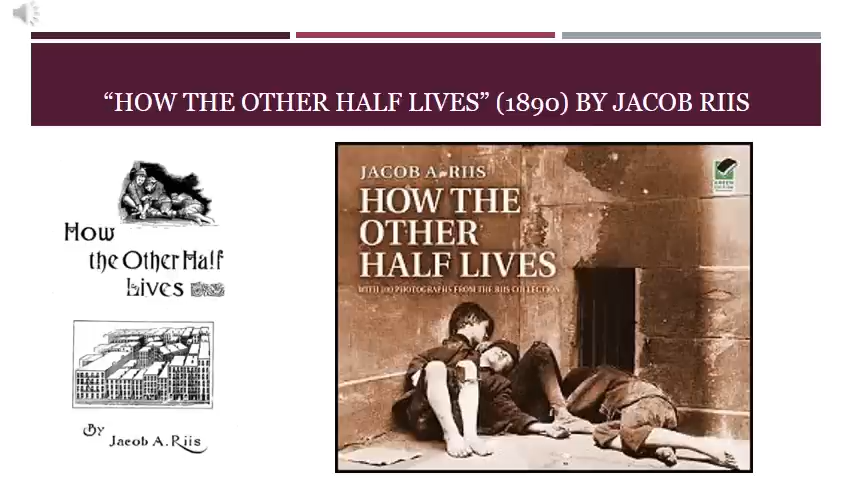 “HOW THE OTHER HALF LIVES” (1890) BY JACOB RIIS
How
the Other Half
Lives
By
Jacob A. Riis
JACOB A. RIIS
HOW THE
OTHER
HALF LIVES
WITH 100 PHOTOGRAPHS FROM THE RIIS COLLECTION
GREEN